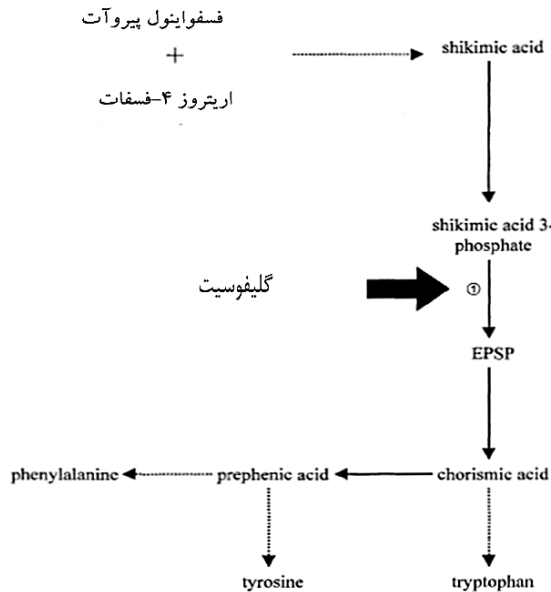 فسفواینول پیروآت
+
اریتروز ۴-فسفات
shikimic acid
shikimic acid 3-
phosphate
گلیفوسیت
①
EPSP
phenylalanine
prephenic acid
chorismic acid
tyrosine
tryptophan